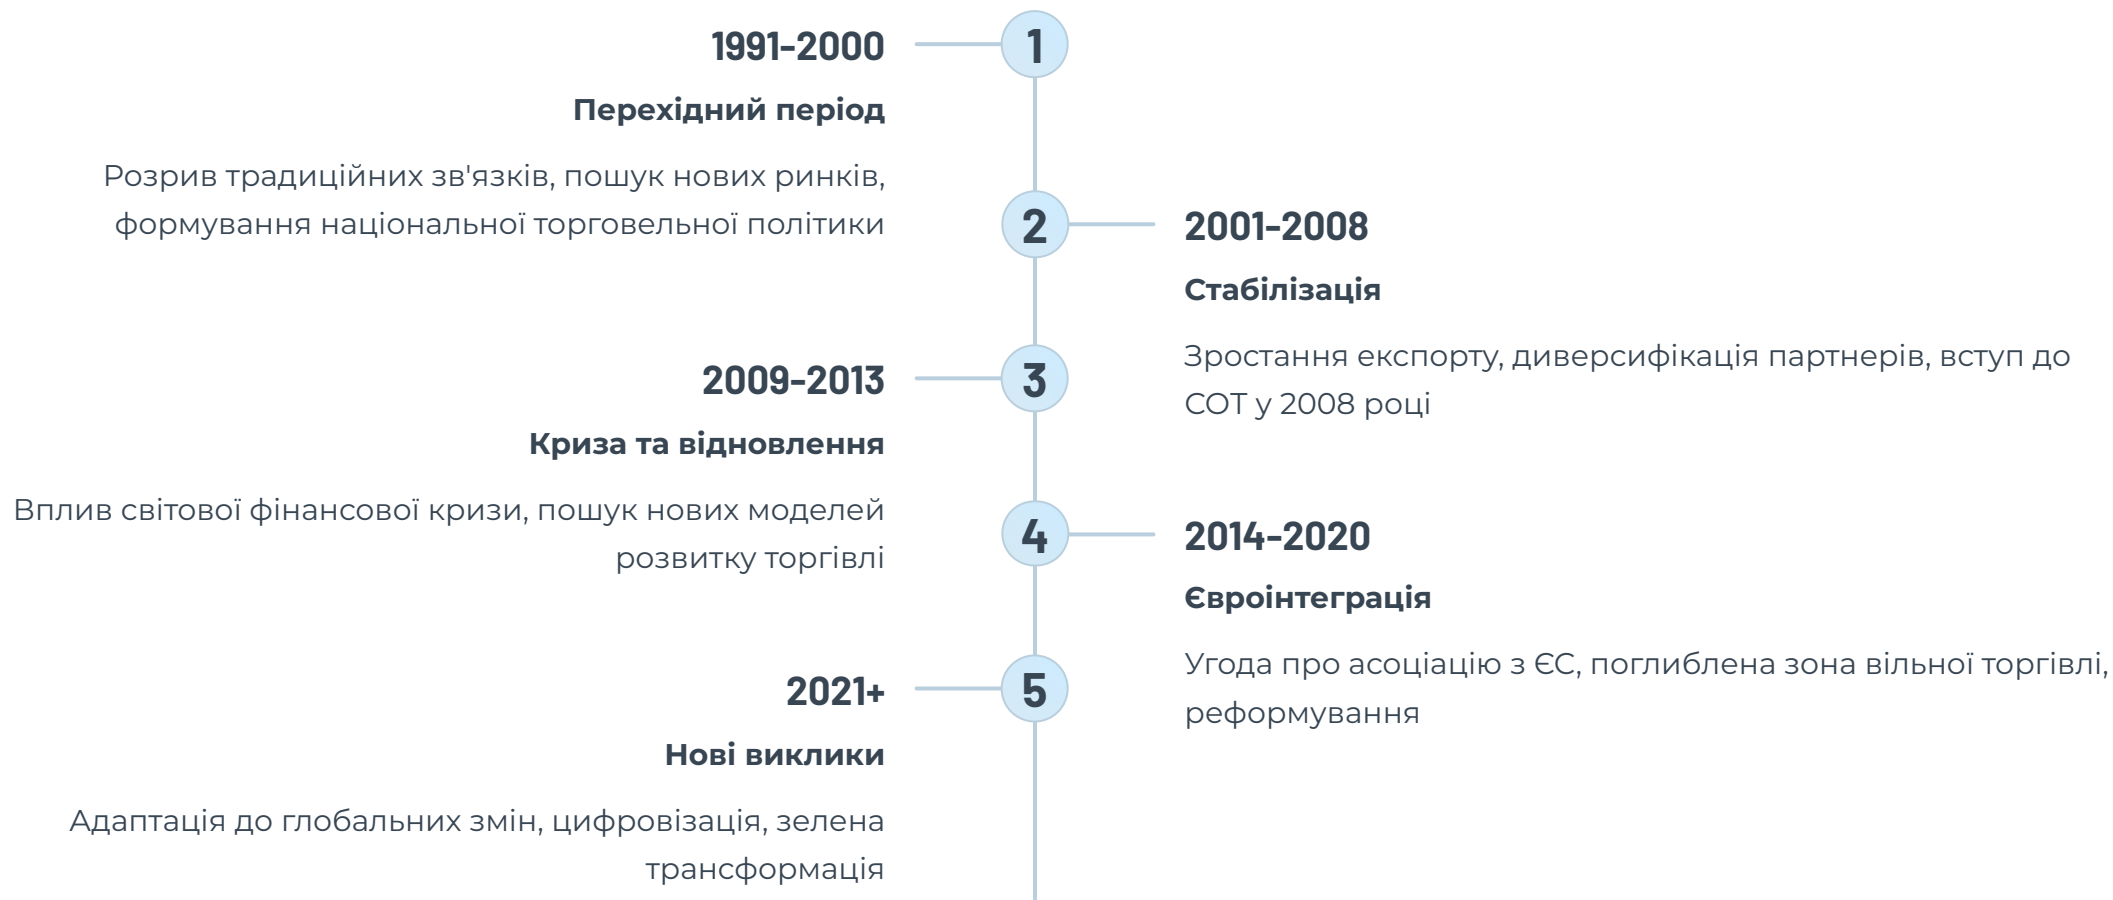 1991-2000
1
Перехідний період
Розрив традиційних зв'язків, пошук нових ринків,
формування національної торговельної політики
2
2001-2008
Стабілізація
Зростання експорту, диверсифікація партнерів, вступ до
СОТ у 2008 році
2009-2013
3
Криза та відновлення
Вплив світової фінансової кризи, пошук нових моделей
розвитку торгівлі
4
2014-2020
Євроінтеграція
Угода про асоціацію з ЄС, поглиблена зона вільної торгівлі,
реформування
2021+
5
Нові виклики
Адаптація до глобальних змін, цифровізація, зелена
трансформація